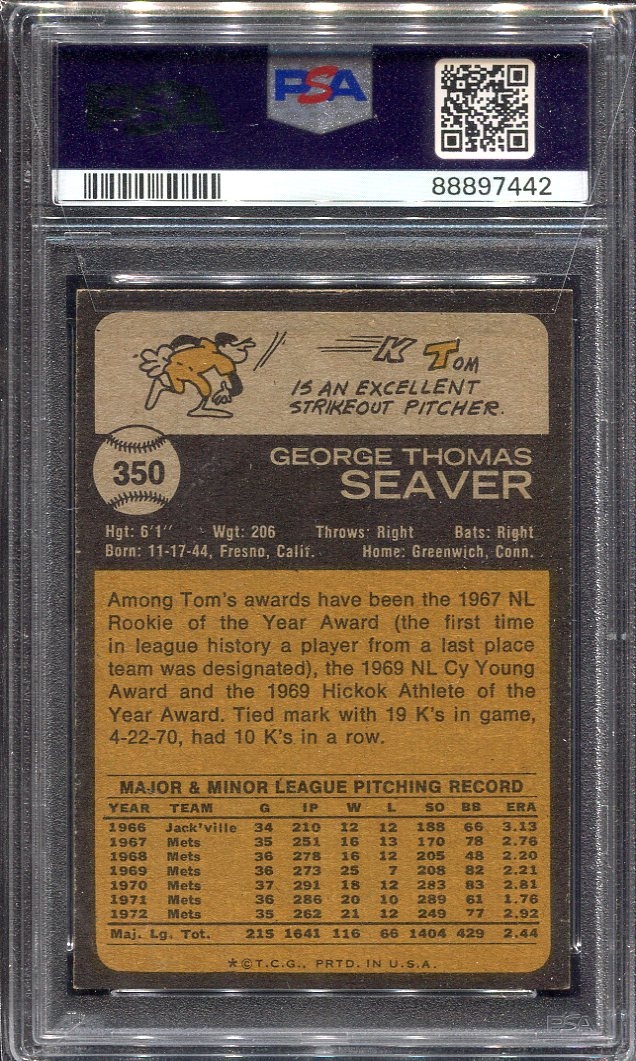 PSA
PSA
88897442
K TOM
IS AN EXCELLENT
STRIKEOUT PITCHER.
350
GEORGE THOMAS
SEAVER
Hgt: 6'1" Wgt: 206 Throws: Right Bats: Right
Born: 11-17-44, Fresno, Calif. Home: Greenwich, Conn.
Among Tom's awards have been the 1967 NL
Rookie of the Year Award (the first time
in league history a player from a last place
team was designated), the 1969 NL Cy Young
Award and the 1969 Hickok Athlete of the
Year Award. Tied mark with 19 K's in game,
4-22-70, had 10 K's in a row.
MAJOR & MINOR LEAGUE PITCHING RECORD
YEAR TEAM G IP W L SO BB ERA
1966 Jack'ville 34 210 12 12 188 66 3.13
1967 Mets 35 251 16 13 170 78 2.76
1968 Mets 36 278 16 12 205 48 2.20
1969 Mets 36 273 25 7 208 82 2.21
1970 Mets 37 291 18 12 283 83 2.81
1971 Mets 36 286 20 10 289 61 1.76
1972 Mets 35 262 21 12 249 77 2.92
Maj. Lg. Tot. 215 1641 116 66 1404 429 2.44
*©T.C.G., PRTD. IN U.S.A.
PSA